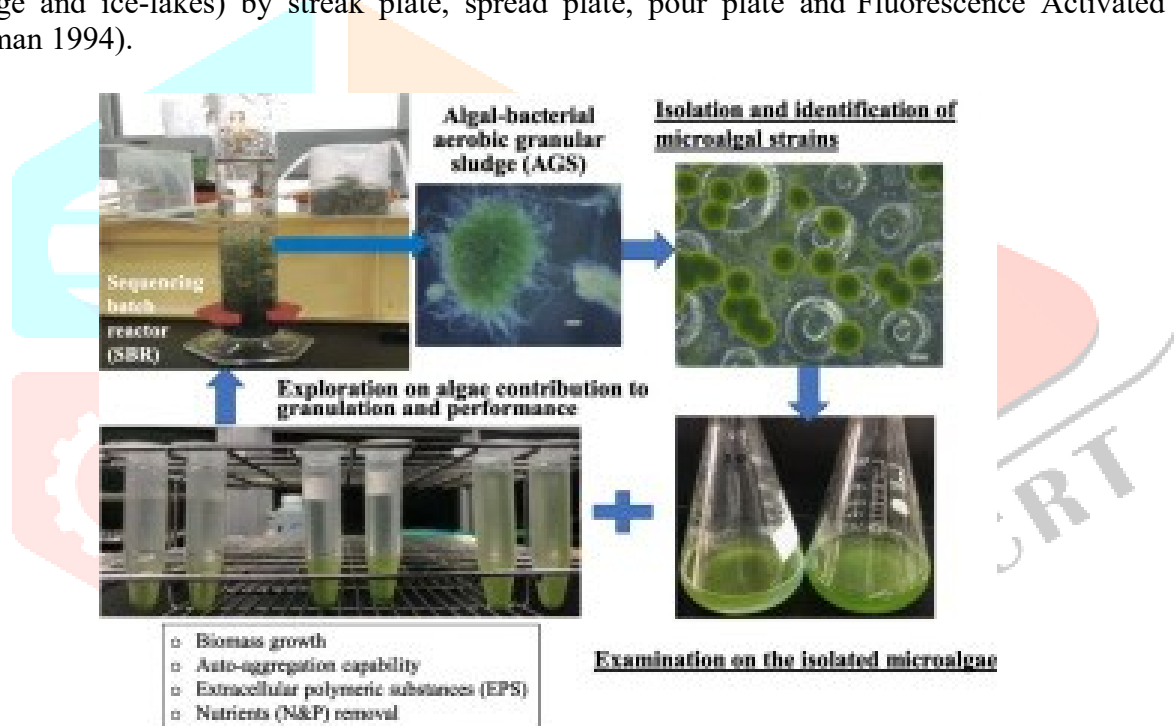 ge and ice-lakes) by streak plate, spread plate, pour plate and Fluorescence Activated
man 1994).
Algal-bacterial
aerobic granular
sludge (AGS)
Isolation and identification of
microalgal strains
Sequencing
batch
reactor
(SBR)
Exploration on algae contribution to
granulation and performance
Biomass growth
Auto-aggregation capability
Extracellular polymeric substances (EPS)
Nutrients (N&P) removal
Examination on the isolated microalgae
CRT